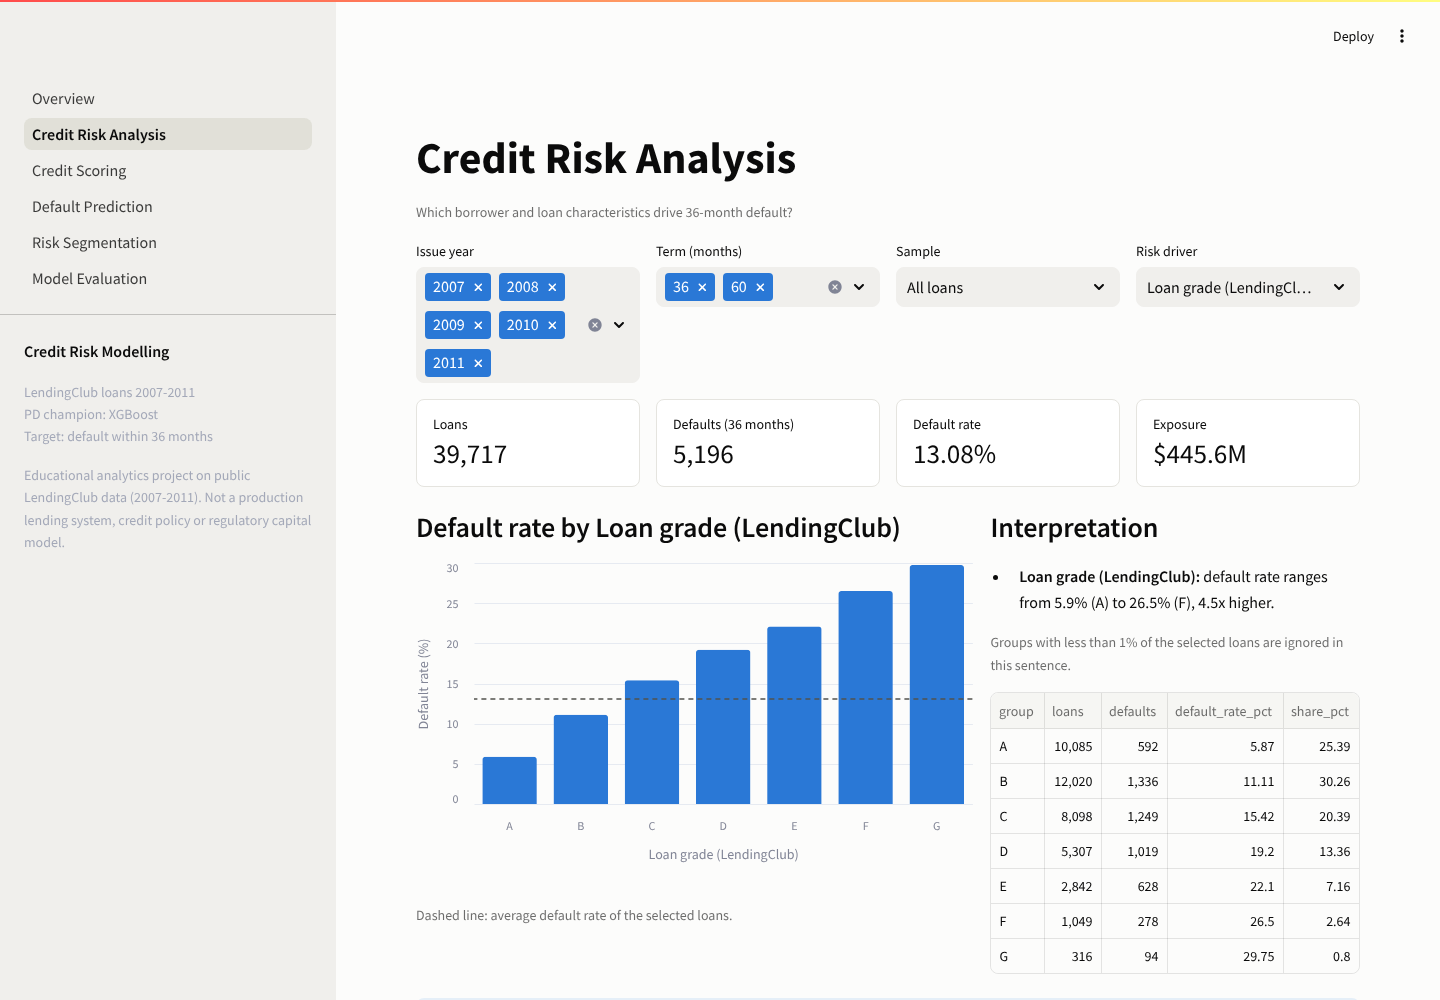 Deploy
Overview
Credit Risk Analysis
Credit Scoring
Default Prediction
Risk Segmentation
Model Evaluation
Credit Risk Modelling
LendingClub loans 2007-2011
PD champion: XGBoost
Target: default within 36 months
Educational analytics project on public
LendingClub data (2007-2011). Not a production
lending system, credit policy or regulatory capital
model.
Credit Risk Analysis
Which borrower and loan characteristics drive 36-month default?
Issue year
2007 2008
2009 2010
2011
Term (months)
36 60
Sample
All loans
Risk driver
Loan grade (LendingCl...
Loans
39,717
Defaults (36 months)
5,196
Default rate
13.08%
Exposure
$445.6M
Default rate by Loan grade (LendingClub)
Default rate (%)
30
25
20
15
10
5
0
A B C D E F G
Loan grade (LendingClub)
Dashed line: average default rate of the selected loans.
Interpretation
Loan grade (LendingClub): default rate ranges
from 5.9% (A) to 26.5% (F), 4.5x higher.
Groups with less than 1% of the selected loans are ignored in
this sentence.
group loans defaults default_rate_pct share_pct
A 10,085 592 5.87 25.39
B 12,020 1,336 11.11 30.26
C 8,098 1,249 15.42 20.39
D 5,307 1,019 19.2 13.36
E 2,842 628 22.1 7.16
F 1,049 278 26.5 2.64
G 316 94 29.75 0.8